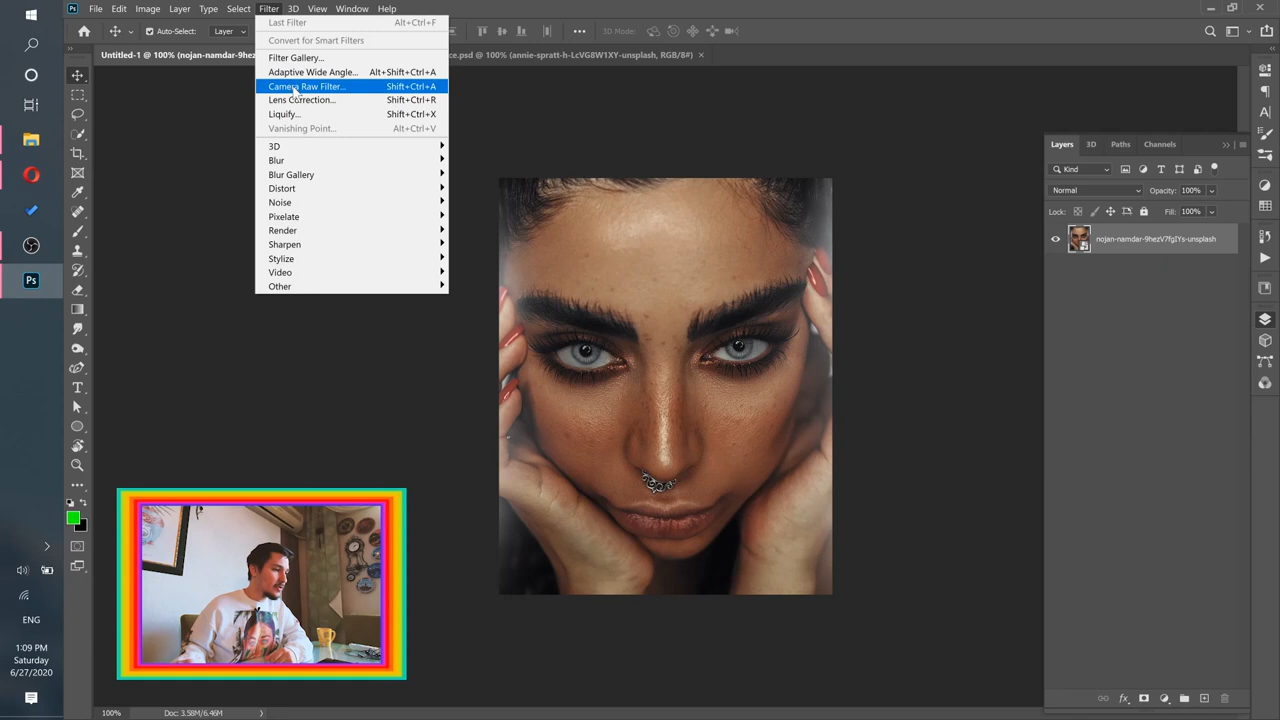 Ps File Edit Image Layer Type Select Filter 3D View Window Help
Auto-Select: Layer
3D Mode:
Untitled-1 @ 100% (nojan-namdar-9hez
ce.psd @ 100% (annie-spratt-h-LcVG8W1XY-unsplash, RGB/8#) ×
Last Filter Alt+Ctrl+F
Convert for Smart Filters
Filter Gallery...
Adaptive Wide Angle... Alt+Shift+Ctrl+A
Camera Raw Filter... Shift+Ctrl+A
Lens Correction... Shift+Ctrl+R
Liquify... Shift+Ctrl+X
Vanishing Point... Alt+Ctrl+V
3D
Blur
Blur Gallery
Distort
Noise
Pixelate
Render
Sharpen
Stylize
Video
Other
Layers 3D Paths Channels
Kind
Normal Opacity: 100%
Lock: Fill: 100%
nojan-namdar-9hezV7fgIYs-unsplash
Ps
ENG
1:09 PM
Saturday
6/27/2020
100% Doc: 3.58M/6.46M